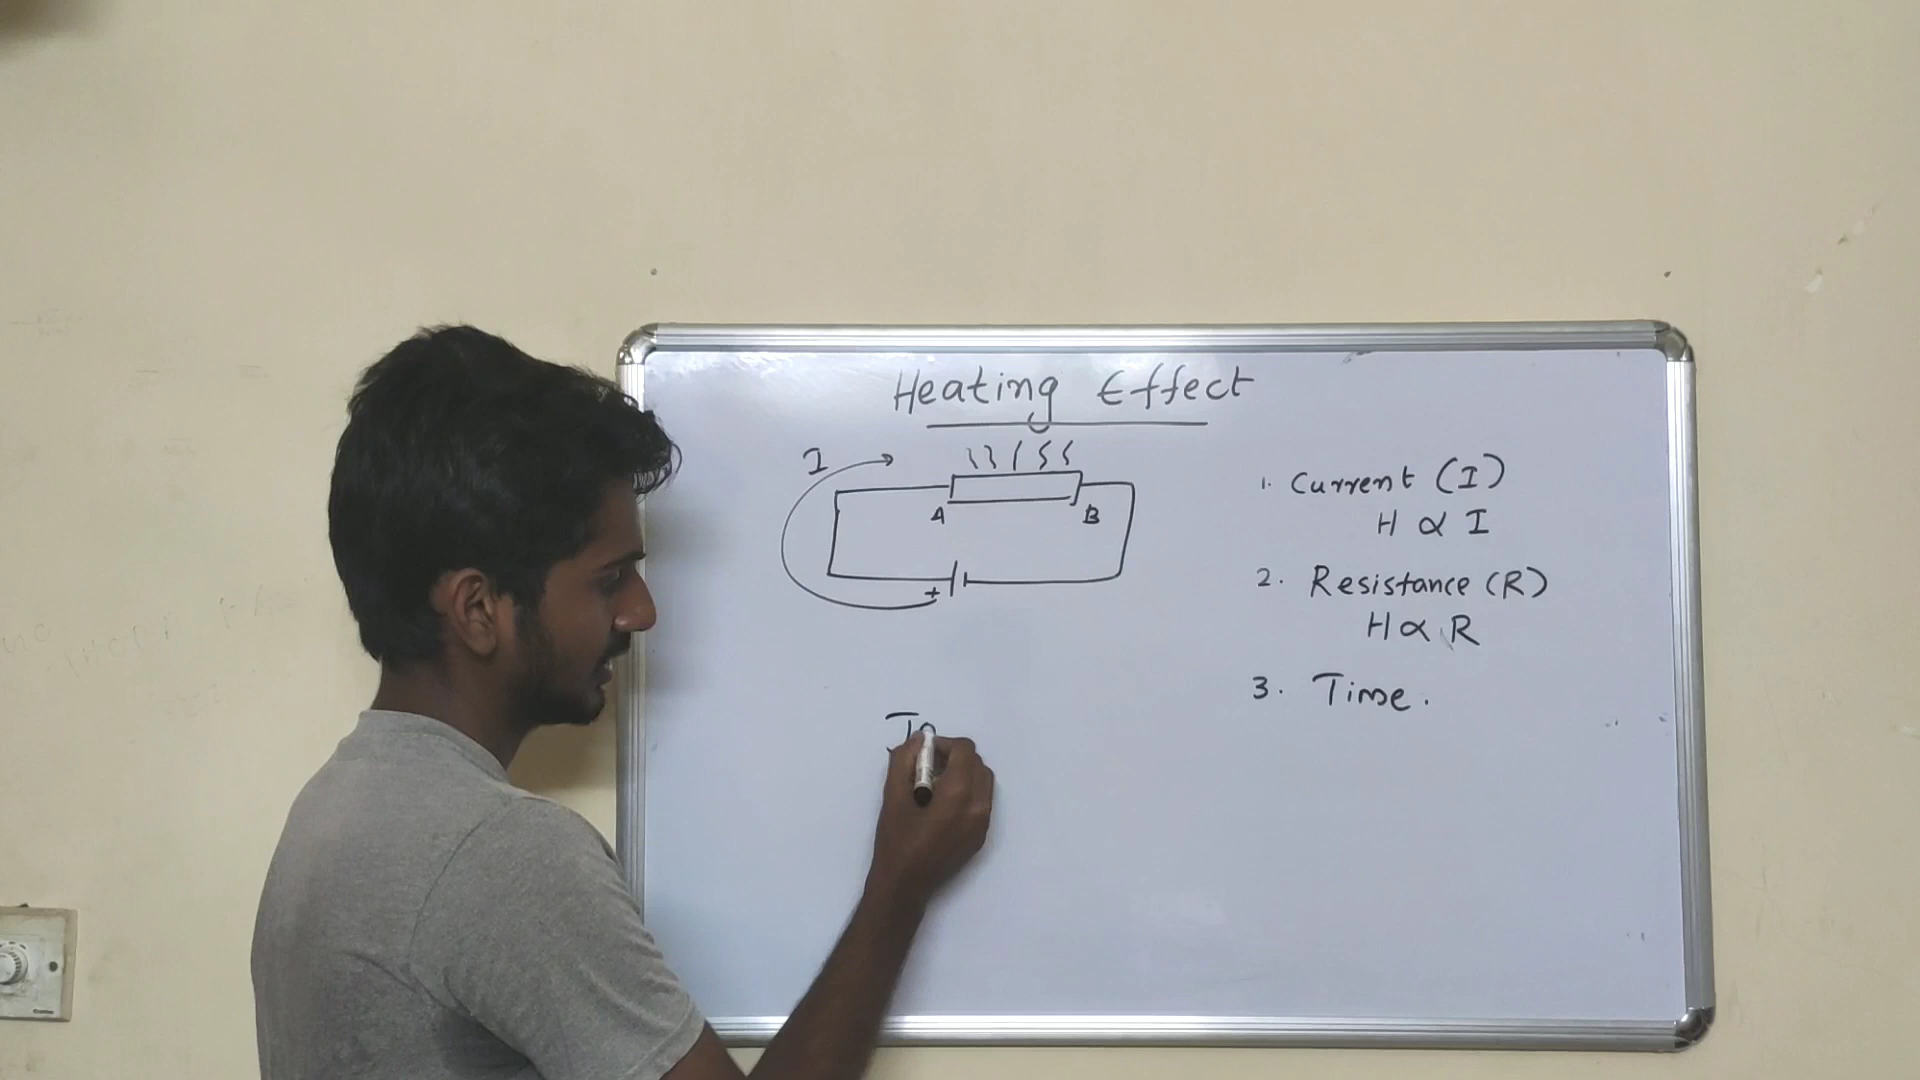 Heating Effect
I
A B
+
1. Current (I)
H α I
2. Resistance (R)
H α R
3. Time.
Jo